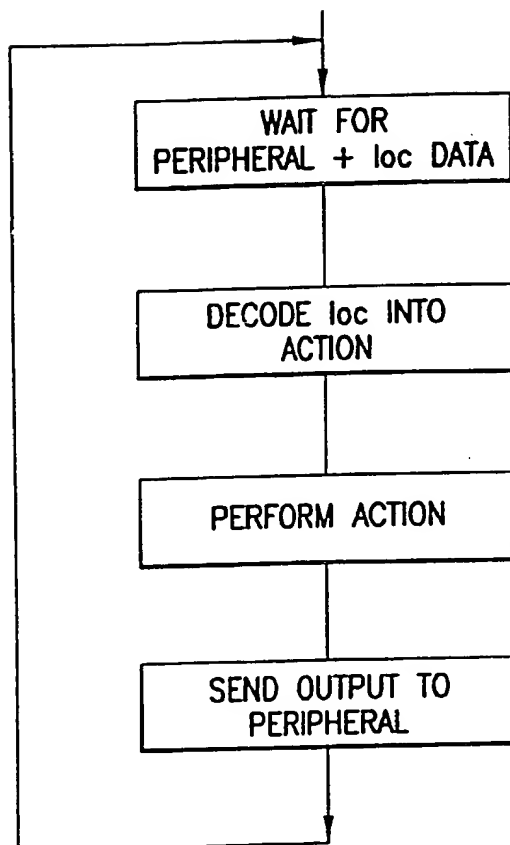 WAIT FOR
PERIPHERAL + loc DATA
DECODE loc INTO
ACTION
PERFORM ACTION
SEND OUTPUT TO
PERIPHERAL